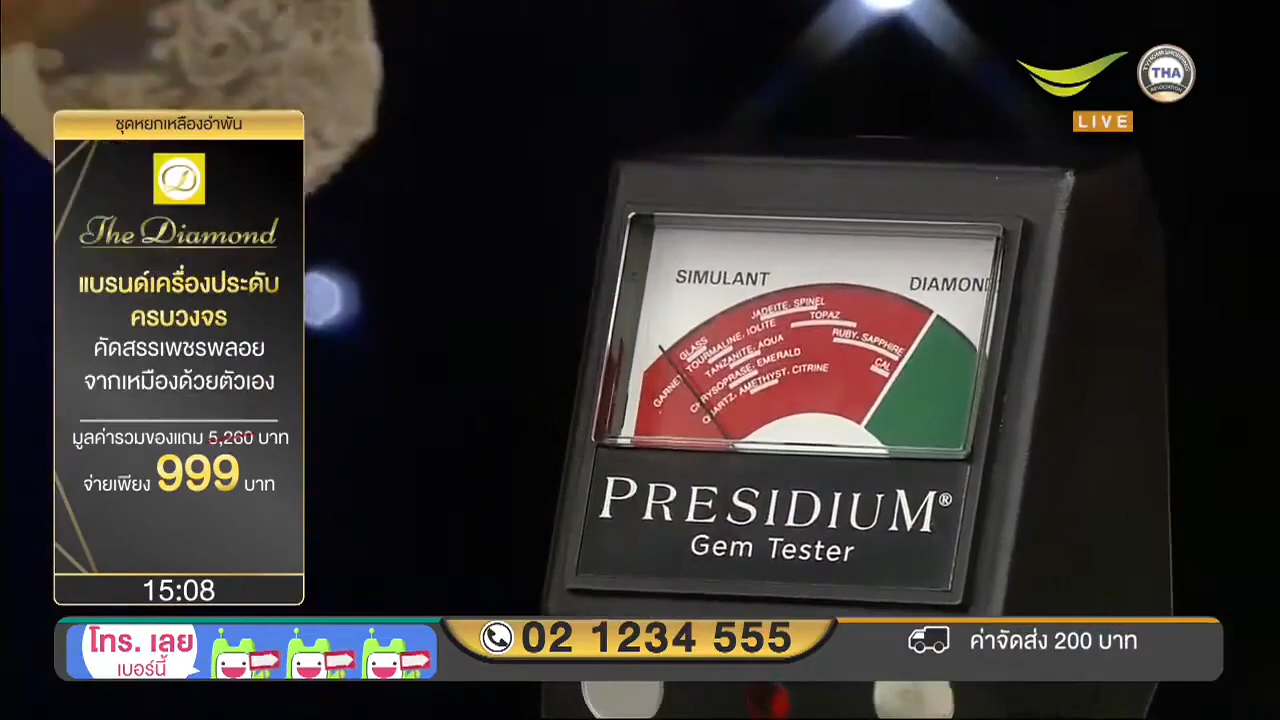 ชุดหยกเหลืองอำพัน
The Diamond
แบรนด์เครื่องประดับ
ครบวงจร
คัดสรรเพชรพลอย
จากเหมืองด้วยตัวเอง
มูลค่ารวมของแถม 5,260 บาท
จ่ายเพียง 999 บาท
15:08
THA
LIVE
SIMULANT
DIAMOND
JADEITE, SPINEL
TOPAZ
GLASS
RUBY, SAPPHIRE
GARNET, TOURMALINE, IOLITE
TANZANITE, AQUA
CAL
CHRYSOPRASE, EMERALD
QUARTZ, AMETHYST, CITRINE
PRESIDIUM®
Gem Tester
โทร. เลย
เบอร์นี้
02 1234 555
ค่าจัดส่ง 200 บาท